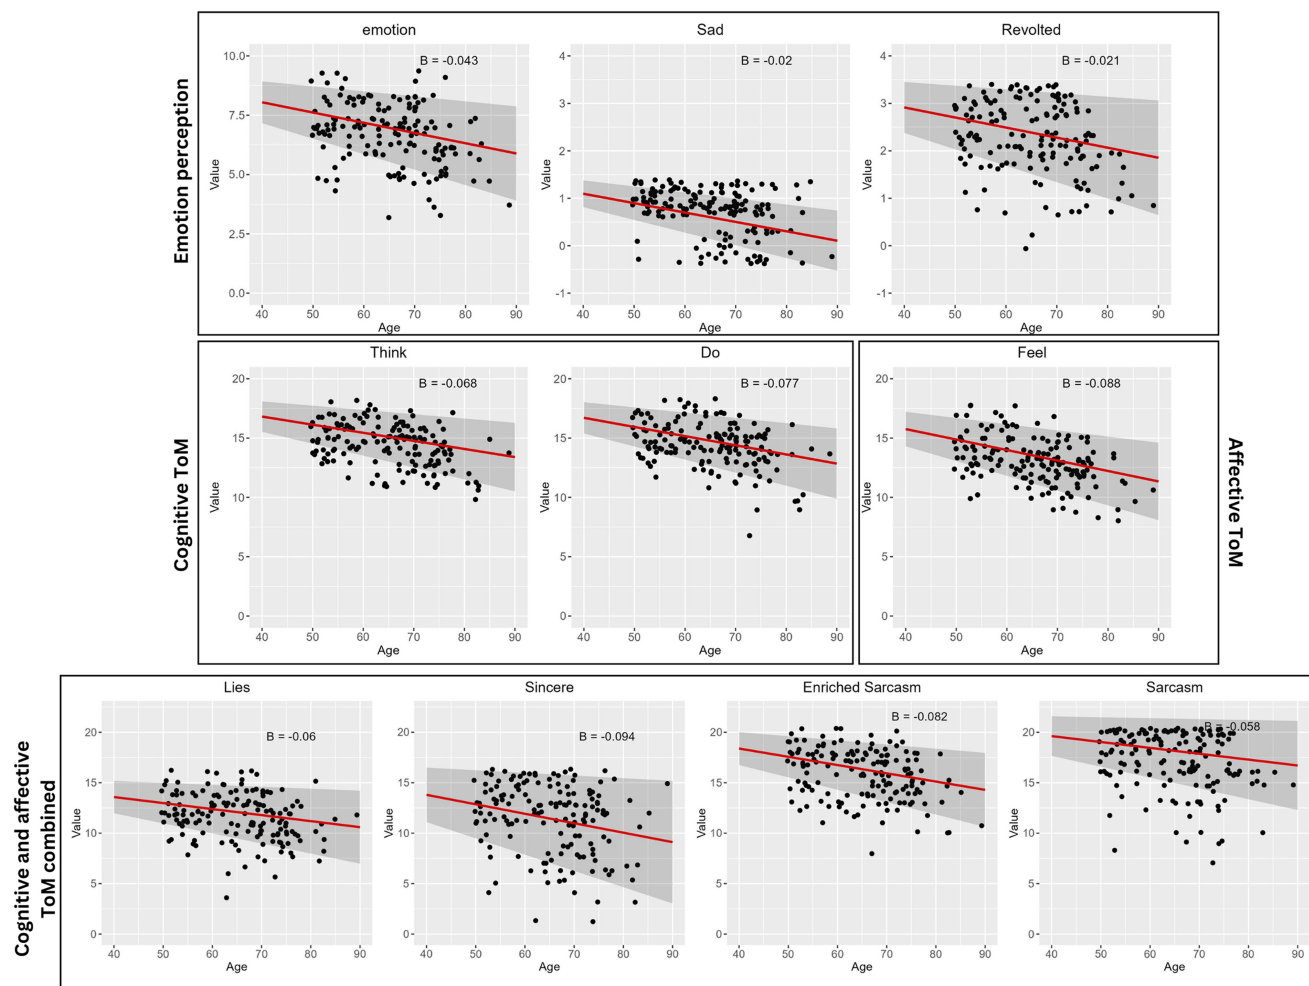 emotion
Sad
Revolted
Emotion perception
B = -0.043
B = -0.02
B = -0.021
10.0
7.5
5.0
2.5
0.0
Value
40 50 60 70 80 90
Age
4
3
2
1
0
-1
Value
40 50 60 70 80 90
Age
4
3
2
1
0
-1
Value
40 50 60 70 80 90
Age
Think
Do
Feel
Cognitive ToM
Affective ToM
B = -0.068
B = -0.077
B = -0.088
20
15
10
5
0
Value
40 50 60 70 80 90
Age
20
15
10
5
0
Value
40 50 60 70 80 90
Age
20
15
10
5
0
Value
40 50 60 70 80 90
Age
Lies
Sincere
Enriched Sarcasm
Sarcasm
Cognitive and affective
ToM combined
B = -0.06
B = -0.094
B = -0.082
B = -0.058
20
15
10
5
0
Value
40 50 60 70 80 90
Age
20
15
10
5
0
Value
40 50 60 70 80 90
Age
20
15
10
5
0
Value
40 50 60 70 80 90
Age
20
15
10
5
0
Value
40 50 60 70 80 90
Age